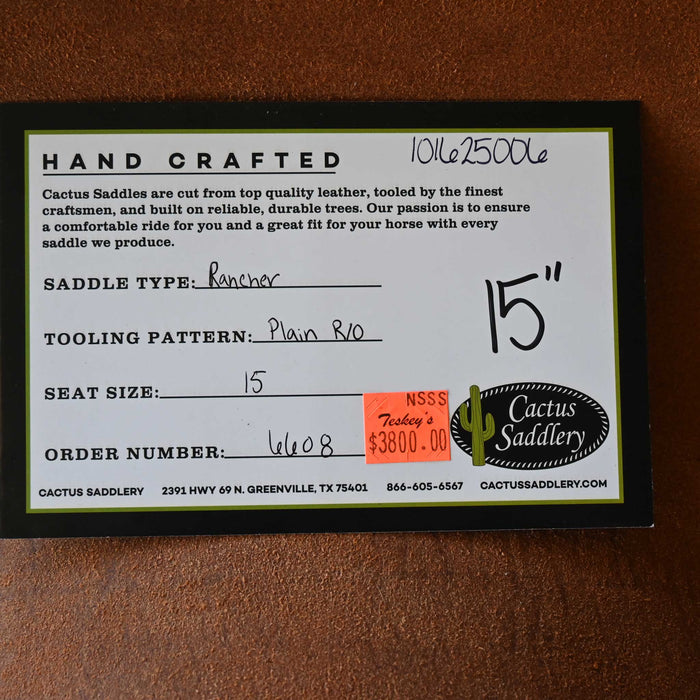 HAND CRAFTED
101625006
Cactus Saddles are cut from top quality leather, tooled by the finest
craftsmen, and built on reliable, durable trees. Our passion is to ensure
a comfortable ride for you and a great fit for your horse with every
saddle we produce.
SADDLE TYPE: Rancher
15"
TOOLING PATTERN: Plain R/O
SEAT SIZE: 15
NSSS
Teskey's
$3800.00
Cactus
Saddlery
ORDER NUMBER: 6608
CACTUS SADDLERY 2391 HWY 69 N. GREENVILLE, TX 75401 866-605-6567 CACTUSSADDLERY.COM